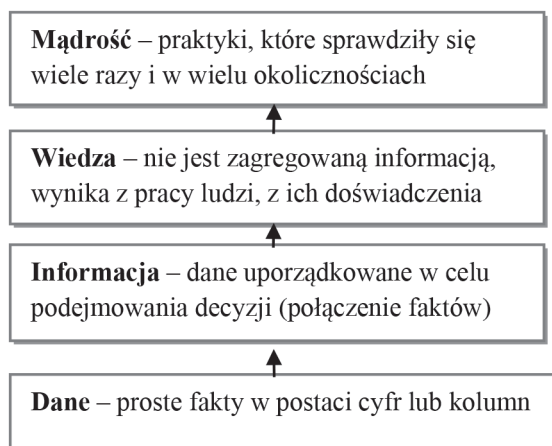 Mądrość – praktyki, które sprawdziły się
wiele razy i w wielu okolicznościach
Wiedza – nie jest zagregowaną informacją,
wynika z pracy ludzi, z ich doświadczenia
Informacja – dane uporządkowane w celu
podejmowania decyzji (połączenie faktów)
Dane – proste fakty w postaci cyfr lub kolumn